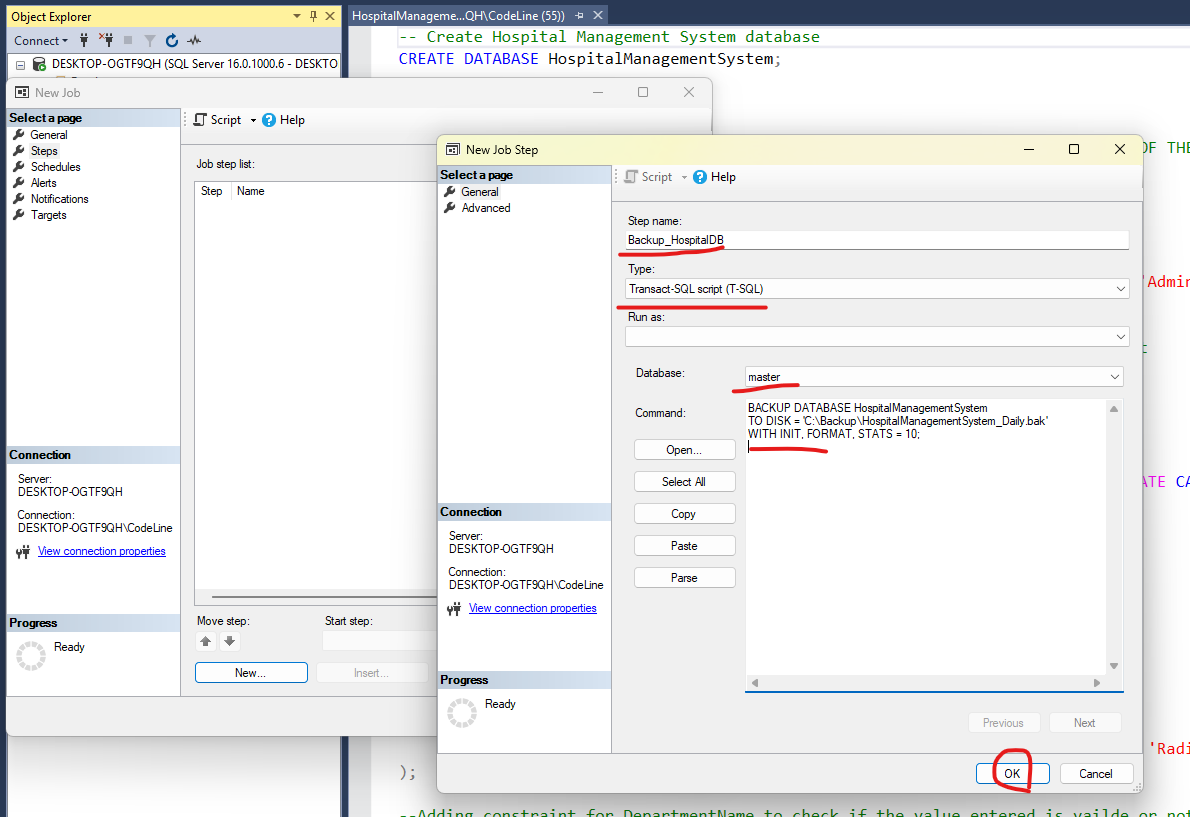 Object Explorer
HospitalManageme...QH\CodeLine (55))
Connect
DESKTOP-OGTF9QH (SQL Server 16.0.1000.6 - DESKTO
-- Create Hospital Management System database
CREATE DATABASE HospitalManagementSystem;
New Job
Select a page
General
Steps
Schedules
Alerts
Notifications
Targets
Connection
Server:
DESKTOP-OGTF9QH
Connection:
DESKTOP-OGTF9QH\CodeLine
View connection properties
Progress
Ready
Script
Help
Job step list:
Step
Name
Move step:
Start step:
New...
Insert...
New Job Step
Select a page
General
Advanced
Connection
Server:
DESKTOP-OGTF9QH
Connection:
DESKTOP-OGTF9QH\CodeLine
View connection properties
Progress
Ready
Script
Help
Step name:
Backup_HospitalDB
Type:
Transact-SQL script (T-SQL)
Run as:
Database:
master
Command:
BACKUP DATABASE HospitalManagementSystem
TO DISK = 'C:\Backup\HospitalManagementSystem_Daily.bak'
WITH INIT, FORMAT, STATS = 10;
Open...
Select All
Copy
Paste
Parse
Previous
Next
OK
Cancel
OF THE
'Admin
ATE CA
'Radi
);
--Adding constraint for DepartmentName to check if the value entered is vailde or not